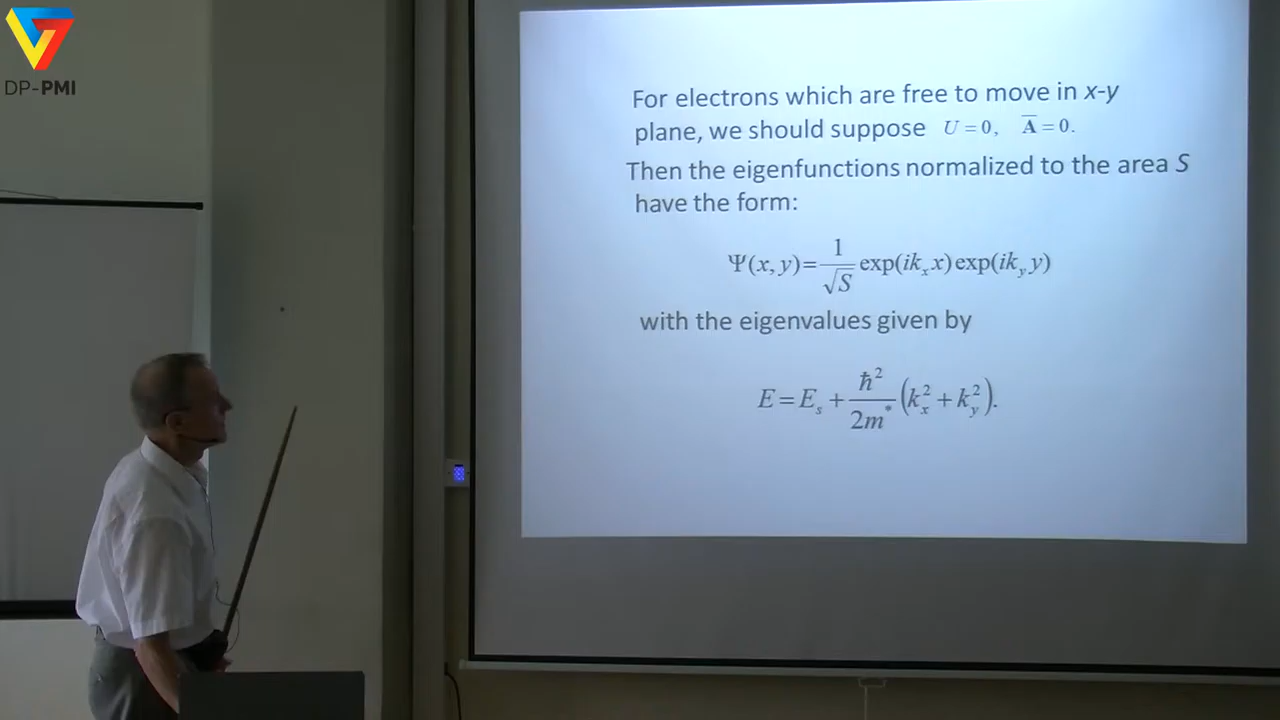 DP-PMI
For electrons which are free to move in x-y
plane, we should suppose U = 0, A̅ = 0.
Then the eigenfunctions normalized to the area S
have the form:
Ψ(x, y)=1/√S exp(ik_x x)exp(ik_y y)
with the eigenvalues given by
E = E_s + ħ²/2m* (k_x² + k_y²).